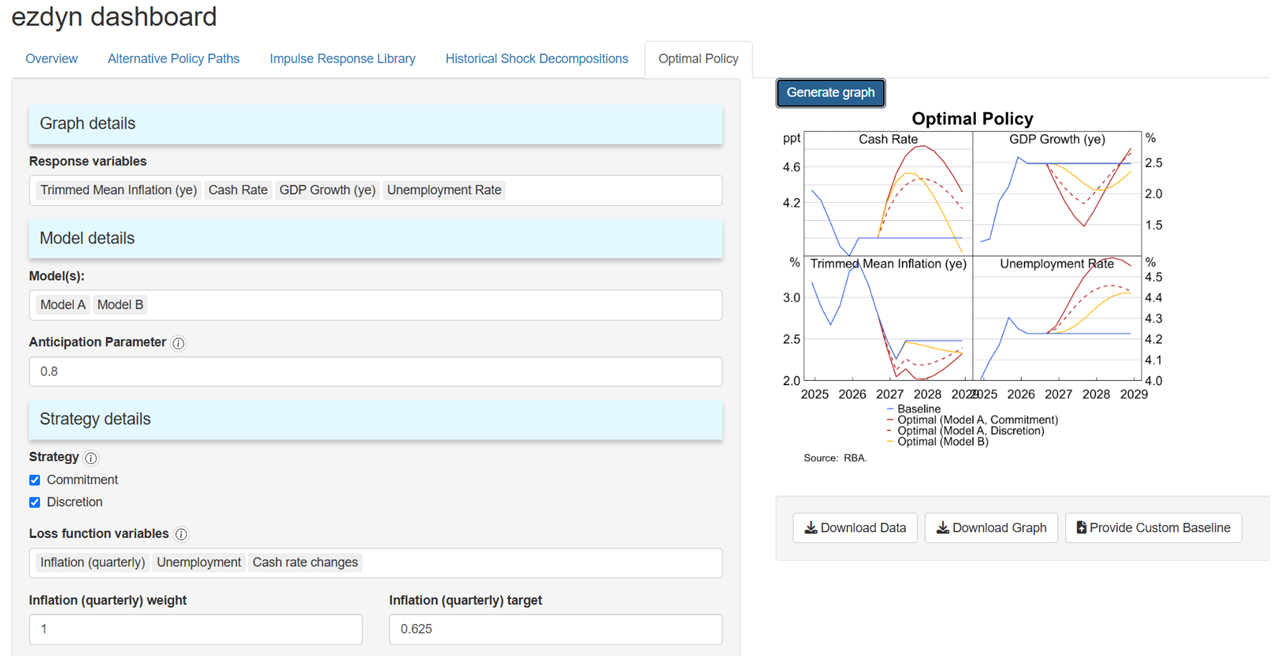 ezdyn dashboard
Overview Alternative Policy Paths Impulse Response Library Historical Shock Decompositions Optimal Policy
Graph details
Response variables
Trimmed Mean Inflation (ye) Cash Rate GDP Growth (ye) Unemployment Rate
Model details
Model(s):
Model A Model B
Anticipation Parameter i
0.8
Strategy details
Strategy i
Commitment
Discretion
Loss function variables i
Inflation (quarterly) Unemployment Cash rate changes
Inflation (quarterly) weight Inflation (quarterly) target
1 0.625
Generate graph
Optimal Policy
ppt Cash Rate GDP Growth (ye) %
4.6 2.5
4.2 2.0
1.5
% Trimmed Mean Inflation (ye) Unemployment Rate %
4.5
3.0 4.4
4.3
2.5 4.2
4.1
2.0 4.0
2025 2026 2027 2028 2029 2025 2026 2027 2028 2029
Baseline
Optimal (Model A, Commitment)
Optimal (Model A, Discretion)
Optimal (Model B)
Source: RBA.
Download Data Download Graph Provide Custom Baseline